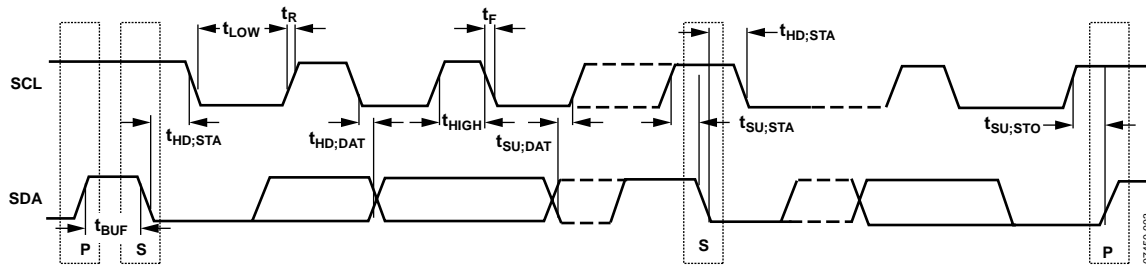 tR
tF
tLOW
tHD;STA
SCL
tHD;STA
tHD;DAT
tHIGH
tSU;DAT
tSU;STA
tSU;STO
SDA
tBUF
P
S
S
P